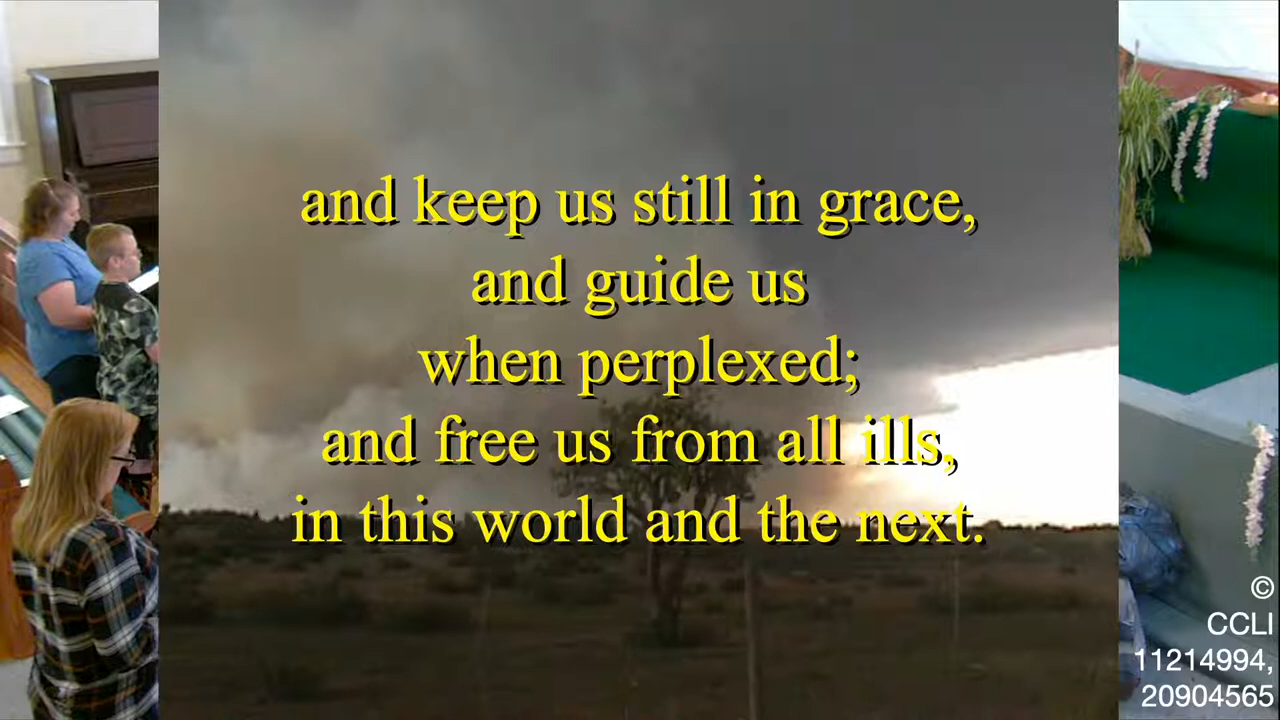 and keep us still in grace,
and guide us
when perplexed;
and free us from all ills,
in this world and the next.
©
CCLI
11214994,
20904565